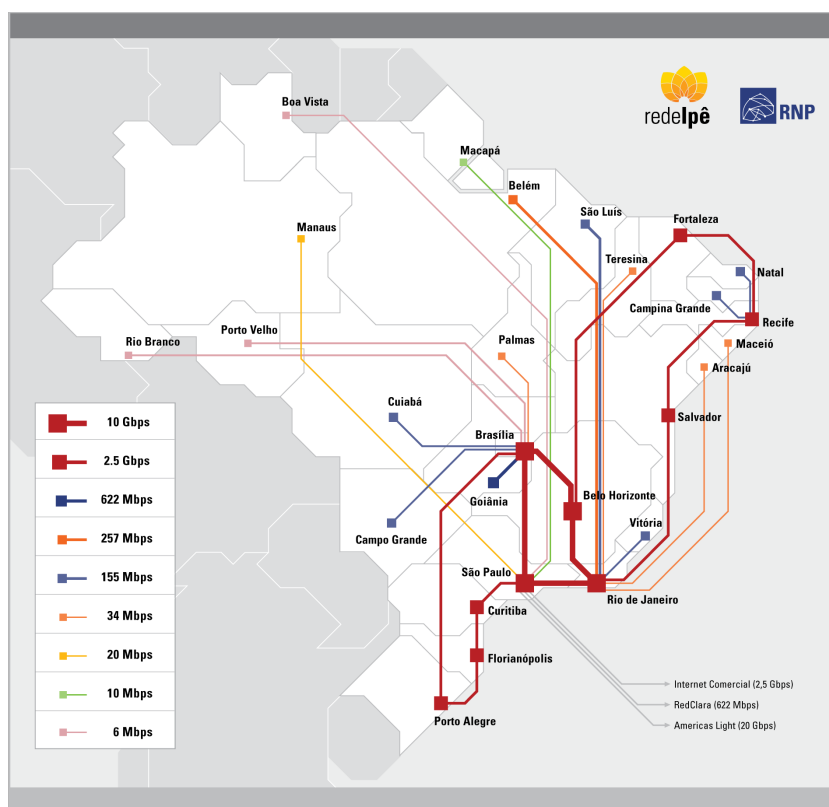 Boa Vista
redeIpê
RNP
Macapá
Belém
São Luís
Fortaleza
Manaus
Teresina
Natal
Campina Grande
Recife
Porto Velho
Rio Branco
Palmas
Maceió
Aracajú
Cuiabá
Salvador
10 Gbps
Brasília
2.5 Gbps
622 Mbps
Goiânia
Belo Horizonte
Vitória
257 Mbps
Campo Grande
155 Mbps
São Paulo
Rio de Janeiro
34 Mbps
Curitiba
20 Mbps
Florianópolis
10 Mbps
Internet Comercial (2,5 Gbps)
RedClara (622 Mbps)
Porto Alegre
Americas Light (20 Gbps)
6 Mbps